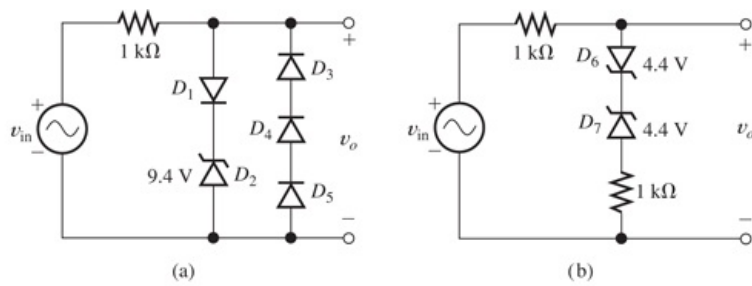 1 kΩ
+
D1
D3
+
vin
−
D4
vo
9.4 V
D2
D5
−
(a)
1 kΩ
+
D6
4.4 V
+
vin
−
D7
4.4 V
vo
1 kΩ
−
(b)